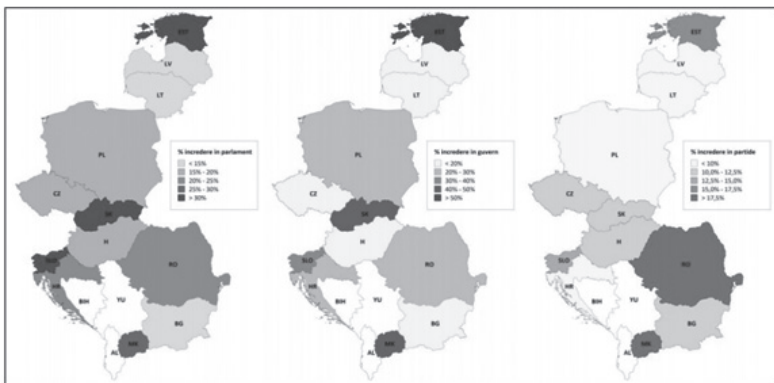 EST
LV
LT
PL
CZ
SK
H
SLO
RO
HR
BIH
YU
BG
MK
AL
% incredere in parlament
< 15%
15% - 20%
20% - 25%
25% - 30%
> 30%
EST
LV
LT
PL
CZ
SK
H
SLO
RO
HR
BIH
YU
BG
MK
AL
% incredere in guvern
< 20%
20% - 30%
30% - 40%
40% - 50%
> 50%
EST
LV
LT
PL
CZ
SK
H
SLO
RO
HR
BIH
YU
BG
MK
AL
% incredere in partide
< 10%
10,0% - 12,5%
12,5% - 15,0%
15,0% - 17,5%
> 17,5%